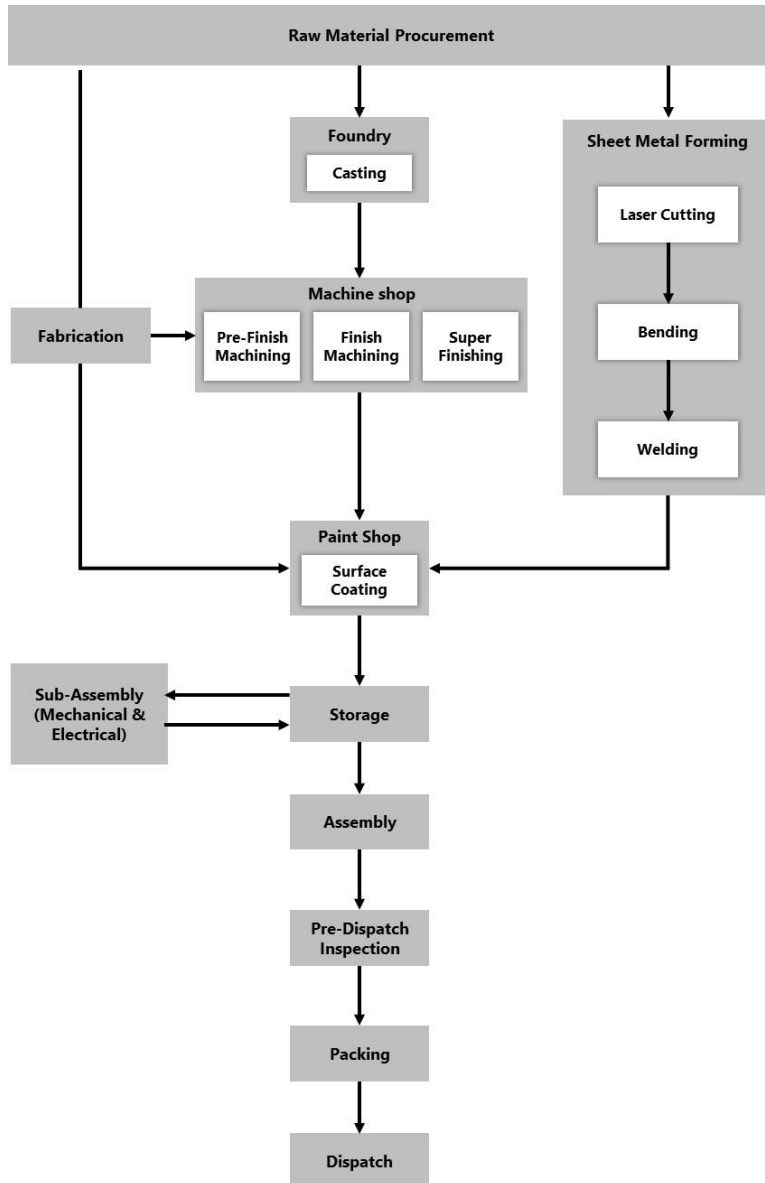 Raw Material Procurement
Foundry
Casting
Sheet Metal Forming
Laser Cutting
Bending
Welding
Fabrication
Machine shop
Pre-Finish
Machining
Finish
Machining
Super
Finishing
Paint Shop
Surface
Coating
Sub-Assembly
(Mechanical &
Electrical)
Storage
Assembly
Pre-Dispatch
Inspection
Packing
Dispatch